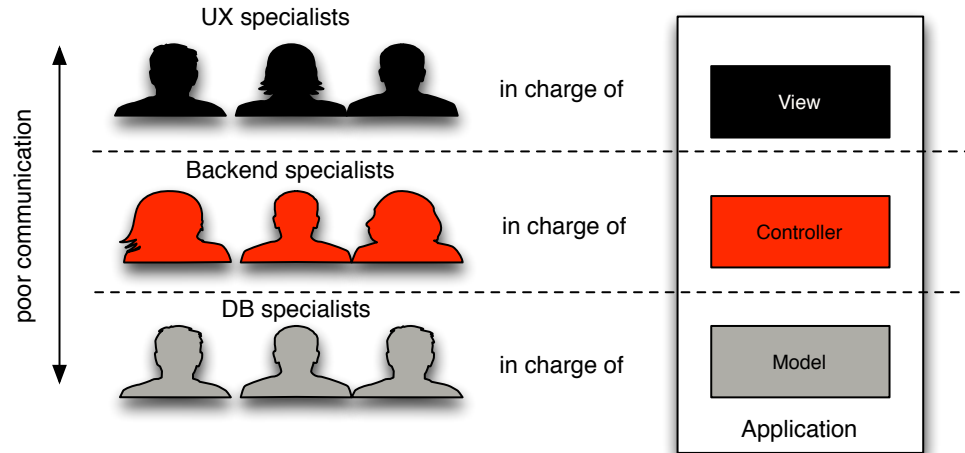 UX specialists
in charge of
View
poor communication
Backend specialists
in charge of
Controller
DB specialists
in charge of
Model
Application